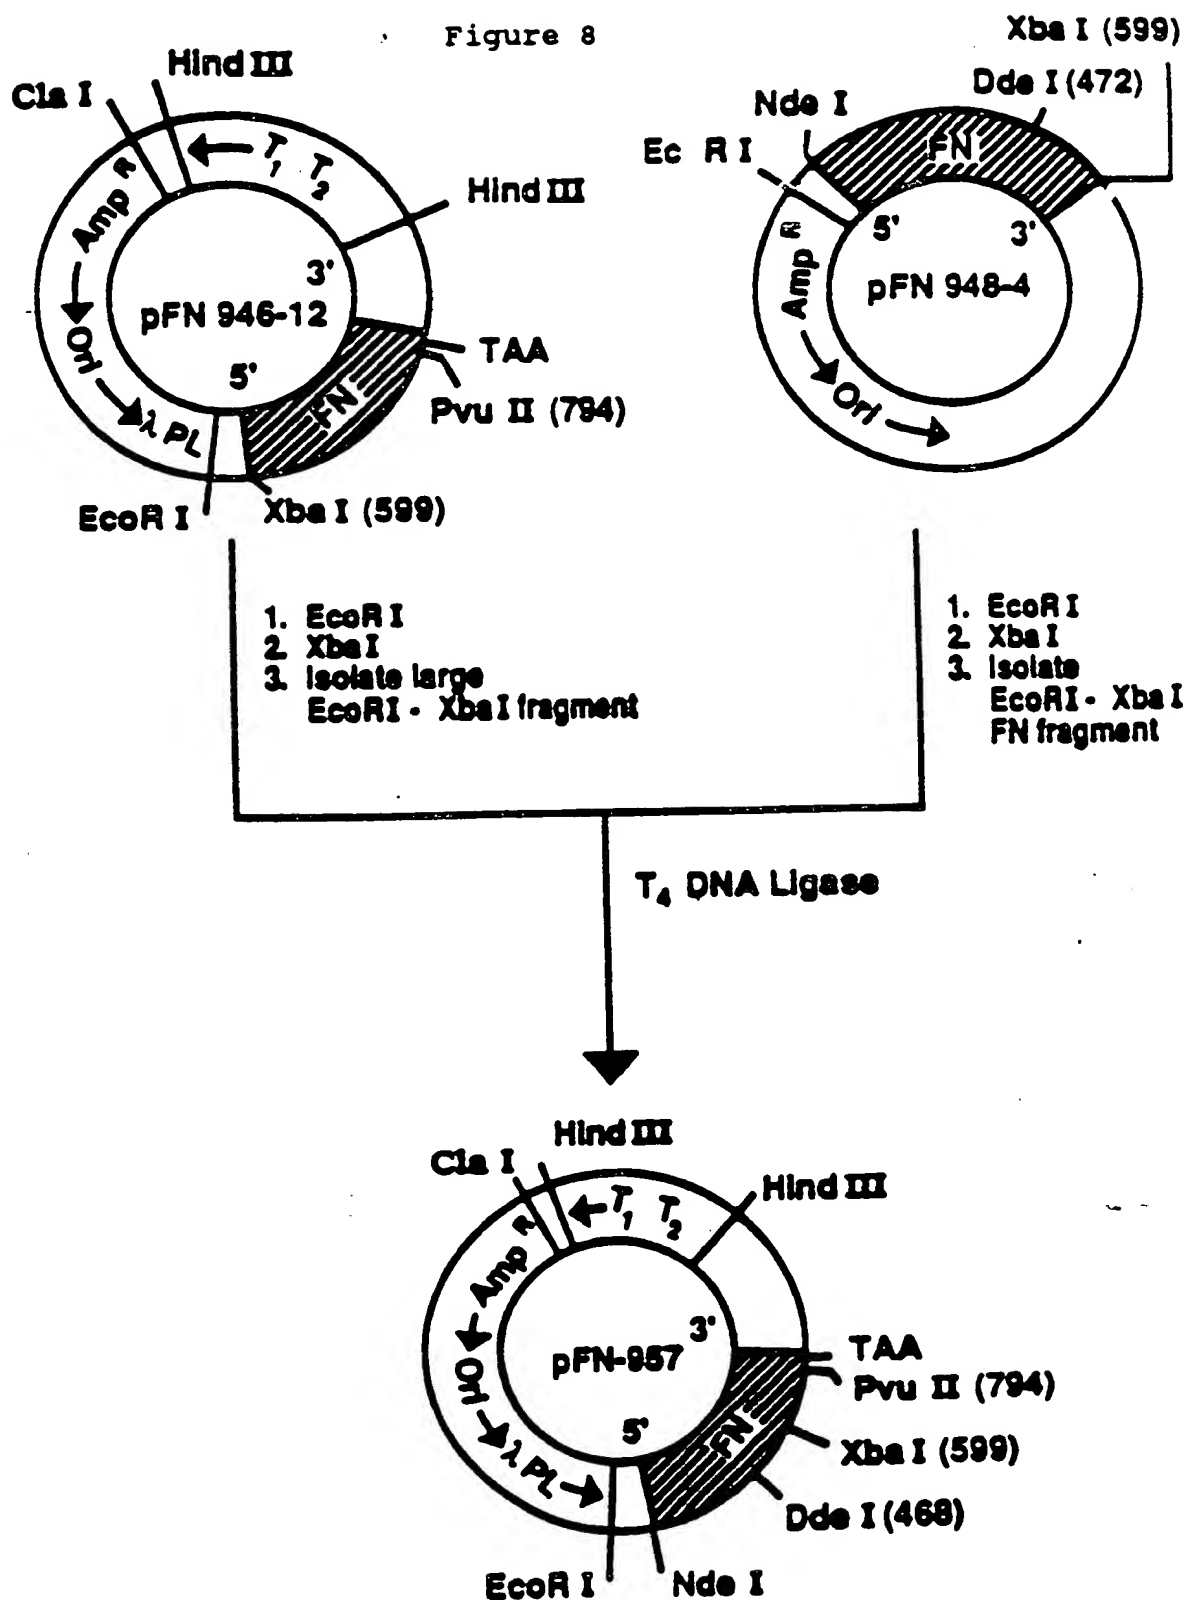 Figure 8
Hind III
Cla I
Amp R
T1 T2
Hind III
3'
pFN 946-12
5'
TAA
FN
Pvu II (794)
λ PL
EcoR I
Xba I (599)
Xba I (599)
Dde I (472)
Nde I
Ec R I
FN
5'
3'
Amp R
pFN 948-4
Ori
1. EcoR I
2. Xba I
3. Isolate large
EcoRI - Xba I fragment
1. EcoR I
2. Xba I
3. Isolate
EcoRI - Xba I
FN fragment
T4 DNA Ligase
Hind III
Cla I
Hind III
T1 T2
Amp R
3'
pFN-957
TAA
Pvu II (794)
5'
FN
Xba I (599)
λ PL
Dde I (468)
EcoR I
Nde I